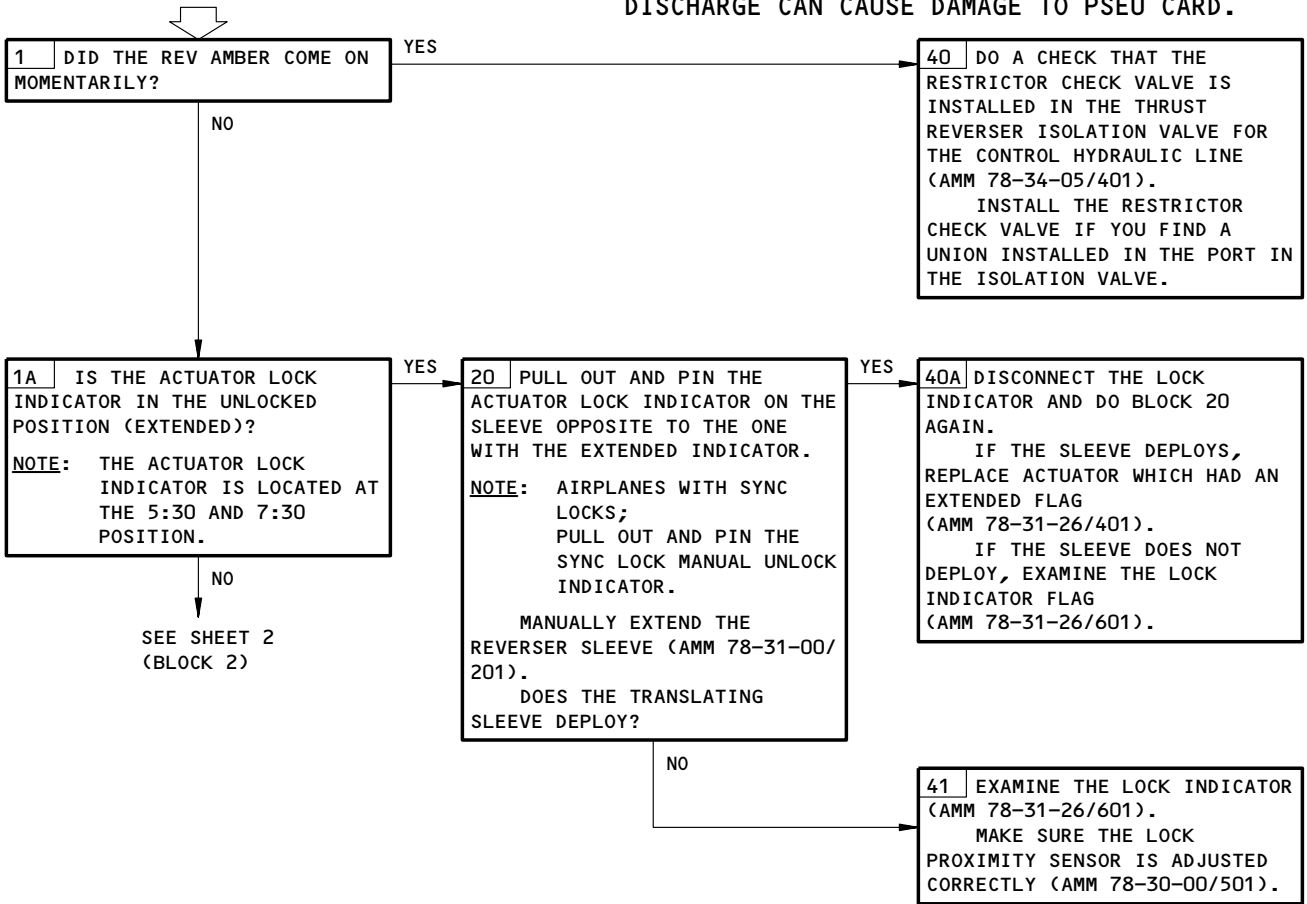 DISCHARGE CAN CAUSE DAMAGE TO PSEU CARD.
1 DID THE REV AMBER COME ON
MOMENTARILY?
YES
NO
40 DO A CHECK THAT THE
RESTRICTOR CHECK VALVE IS
INSTALLED IN THE THRUST
REVERSER ISOLATION VALVE FOR
THE CONTROL HYDRAULIC LINE
(AMM 78-34-05/401).
INSTALL THE RESTRICTOR
CHECK VALVE IF YOU FIND A
UNION INSTALLED IN THE PORT IN
THE ISOLATION VALVE.
1A IS THE ACTUATOR LOCK
INDICATOR IN THE UNLOCKED
POSITION (EXTENDED)?
NOTE: THE ACTUATOR LOCK
INDICATOR IS LOCATED AT
THE 5:30 AND 7:30
POSITION.
YES
NO
SEE SHEET 2
(BLOCK 2)
20 PULL OUT AND PIN THE
ACTUATOR LOCK INDICATOR ON THE
SLEEVE OPPOSITE TO THE ONE
WITH THE EXTENDED INDICATOR.
NOTE: AIRPLANES WITH SYNC
LOCKS;
PULL OUT AND PIN THE
SYNC LOCK MANUAL UNLOCK
INDICATOR.
MANUALLY EXTEND THE
REVERSER SLEEVE (AMM 78-31-00/
201).
DOES THE TRANSLATING
SLEEVE DEPLOY?
YES
NO
40A DISCONNECT THE LOCK
INDICATOR AND DO BLOCK 20
AGAIN.
IF THE SLEEVE DEPLOYS,
REPLACE ACTUATOR WHICH HAD AN
EXTENDED FLAG
(AMM 78-31-26/401).
IF THE SLEEVE DOES NOT
DEPLOY, EXAMINE THE LOCK
INDICATOR FLAG
(AMM 78-31-26/601).
41 EXAMINE THE LOCK INDICATOR
(AMM 78-31-26/601).
MAKE SURE THE LOCK
PROXIMITY SENSOR IS ADJUSTED
CORRECTLY (AMM 78-30-00/501).